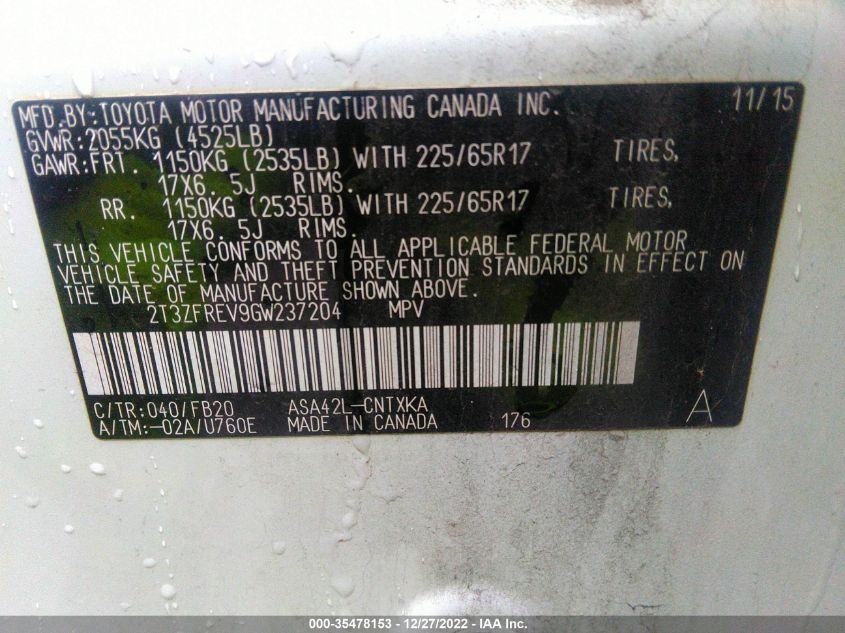 MFD.BY:TOYOTA MOTOR MANUFACTURING CANADA INC. 11/15
GVWR:2055KG (4525LB)
GAWR:FRT. 1150KG (2535LB) WITH 225/65R17 TIRES,
17X6.5J RIMS.
RR. 1150KG (2535LB) WITH 225/65R17 TIRES,
17X6.5J RIMS.
THIS VEHICLE CONFORMS TO ALL APPLICABLE FEDERAL MOTOR
VEHICLE SAFETY AND THEFT PREVENTION STANDARDS IN EFFECT ON
THE DATE OF MANUFACTURE SHOWN ABOVE.
2T3ZFREV9GW237204 MPV
C/TR:040/FB20 ASA42L-CNTXKA
A/TM:-02A/U760E MADE IN CANADA 176 A
000-35478153 - 12/27/2022 - IAA Inc.